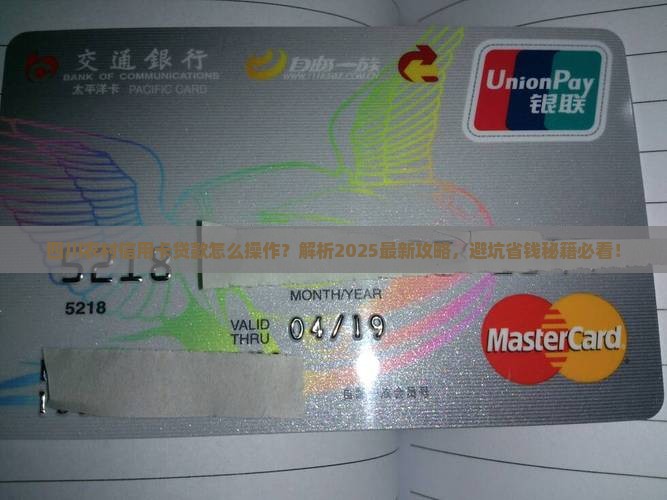 交通銀行
BANK OF COMMUNICATIONS
太平洋卡 PACIFIC CARD
自由一族
UnionPay
银联
四川农村信用卡贷款怎么操作？解析2025最新攻略，避坑省钱秘籍必看！
5218
5218
MONTH/YEAR
VALID THRU 04/19
MasterCard